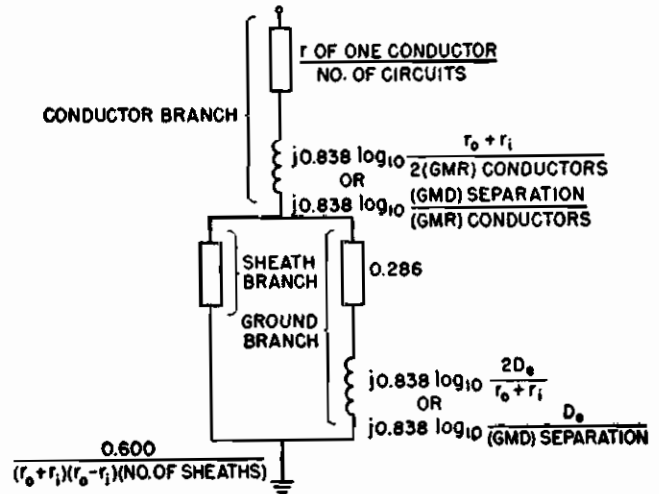 r OF ONE CONDUCTOR
NO. OF CIRCUITS
CONDUCTOR BRANCH
j0.838 log₁₀ r₀ + rᵢ
2(GMR) CONDUCTORS
OR
j0.838 log₁₀ (GMD) SEPARATION
(GMR) CONDUCTORS
SHEATH
BRANCH
0.286
GROUND
BRANCH
j0.838 log₁₀ 2Dₑ
r₀ + rᵢ
OR
j0.838 log₁₀ Dₑ
(GMD) SEPARATION
0.600
(r₀+rᵢ)(r₀-rᵢ)(NO. OF SHEATHS)